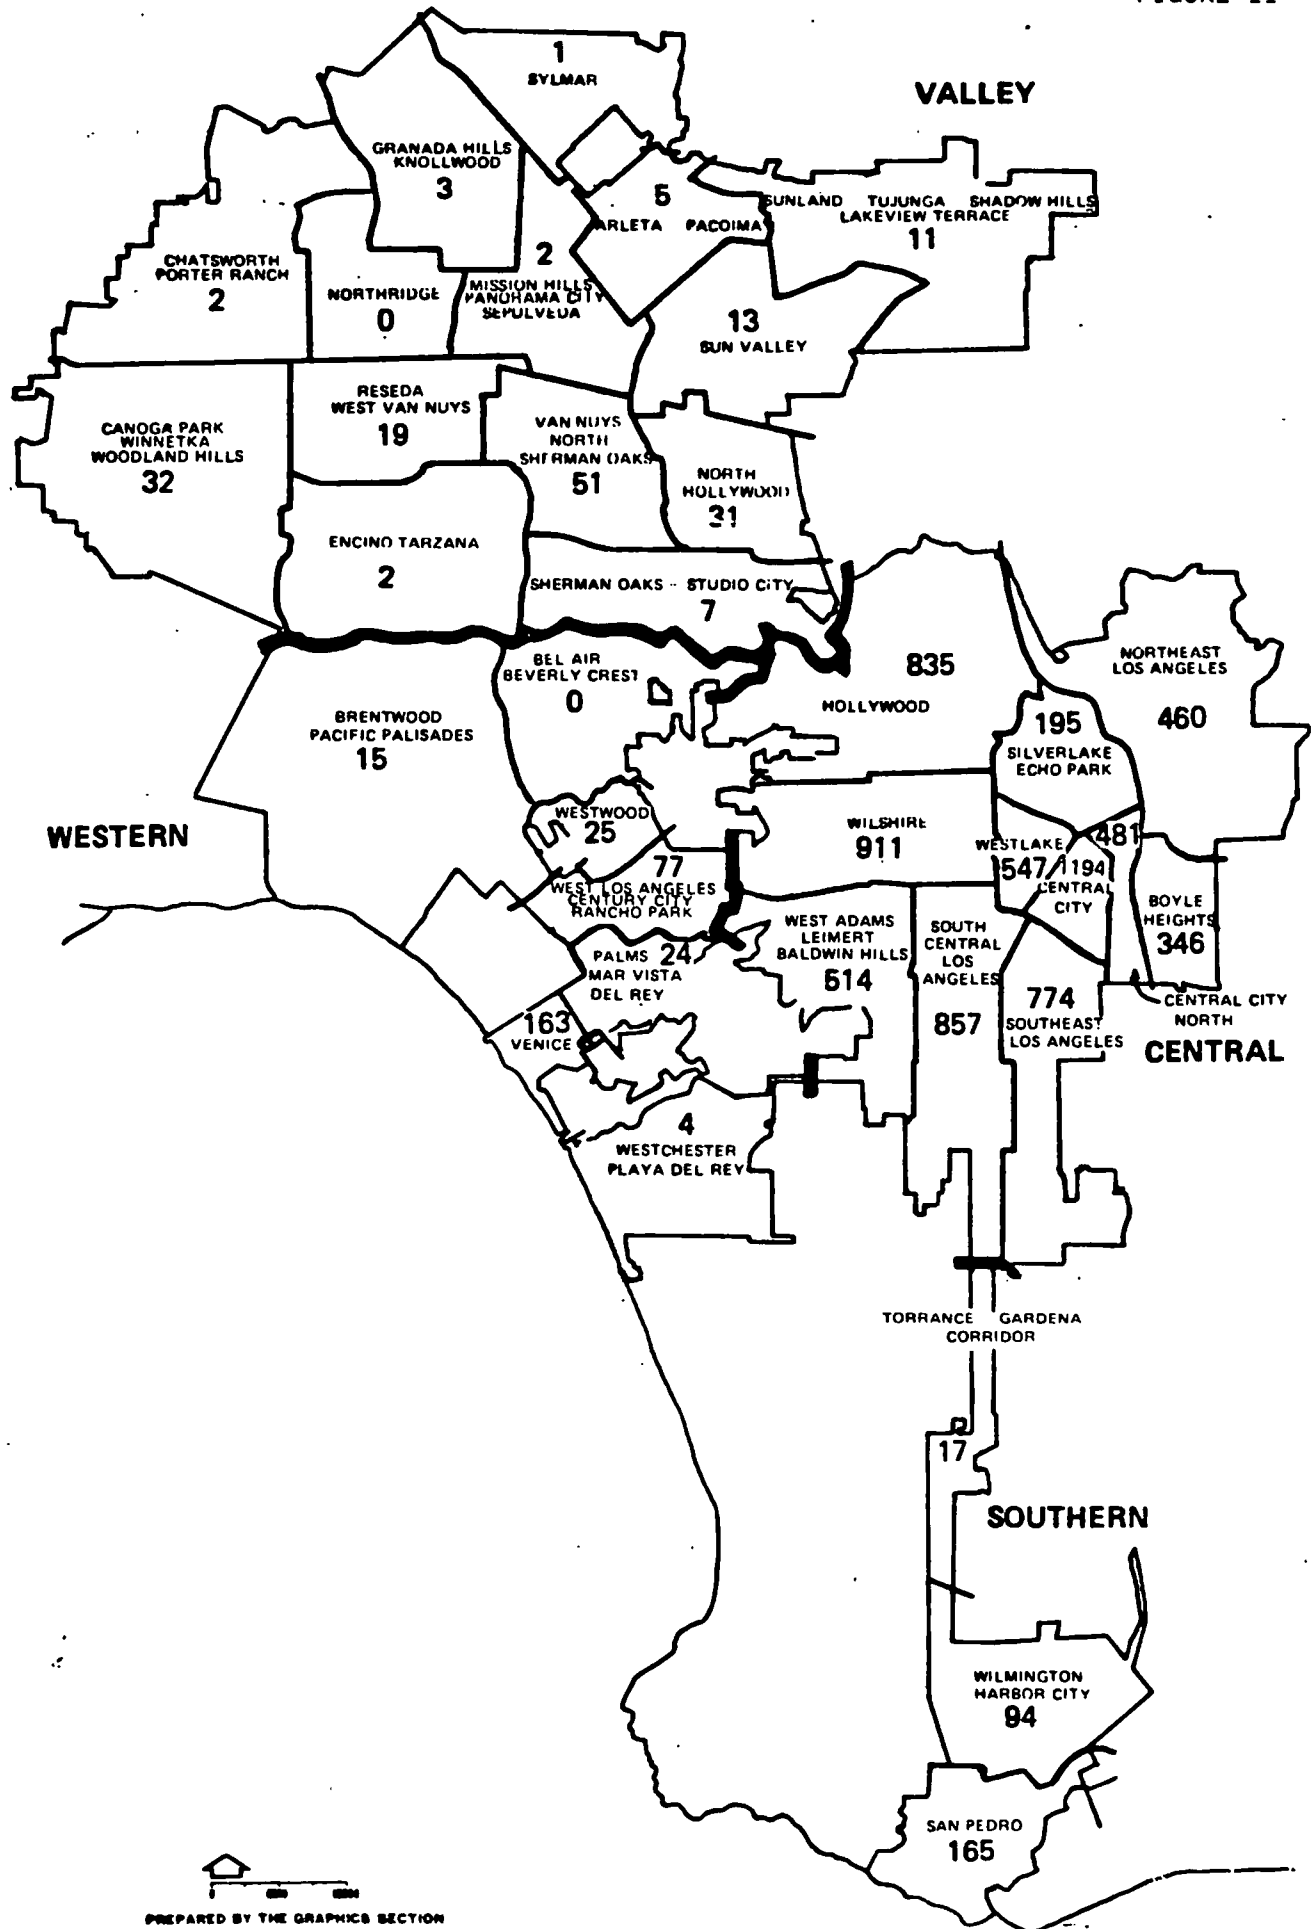 FIGURE 11
1
SYLMAR
VALLEY
GRANADA HILLS
KNOLLWOOD
3
5
ARLETA PACOIMA
SUNLAND TUJUNGA SHADOW HILLS
LAKEVIEW TERRACE
11
CHATSWORTH
PORTER RANCH
2
NORTHRIDGE
0
2
MISSION HILLS
PANORAMA CITY
SEPULVEDA
13
SUN VALLEY
RESEDA
WEST VAN NUYS
19
CANOGA PARK
WINNETKA
WOODLAND HILLS
32
VAN NUYS
NORTH
SHERMAN OAKS
51
NORTH
HOLLYWOOD
31
ENCINO TARZANA
2
SHERMAN OAKS - STUDIO CITY
7
BEL AIR
BEVERLY CREST
0
835
HOLLYWOOD
NORTHEAST
LOS ANGELES
460
BRENTWOOD
PACIFIC PALISADES
15
195
SILVERLAKE
ECHO PARK
WESTERN
WESTWOOD
25
WILSHIRE
911
WESTLAKE
547
481
1194
CENTRAL
CITY
77
WEST LOS ANGELES
CENTURY CITY
RANCHO PARK
BOYLE
HEIGHTS
346
WEST ADAMS
LEIMERT
BALDWIN HILLS
514
SOUTH
CENTRAL
LOS
ANGELES
857
PALMS 24
MAR VISTA
DEL REY
774
SOUTHEAST
LOS ANGELES
CENTRAL CITY
NORTH
163
VENICE
CENTRAL
4
WESTCHESTER
PLAYA DEL REY
TORRANCE GARDENA
CORRIDOR
17
SOUTHERN
WILMINGTON
HARBOR CITY
94
SAN PEDRO
165
0
PREPARED BY THE GRAPHICS SECTION